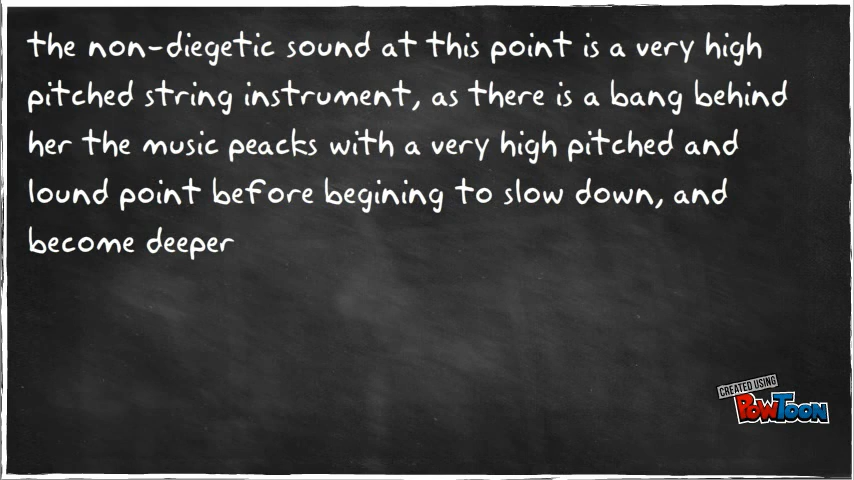 the non-diegetic sound at this point is a very high
pitched string instrument, as there is a bang behind
her the music peacks with a very high pitched and
lound point before begining to slow down, and
become deeper
CREATED USING
POWTOON